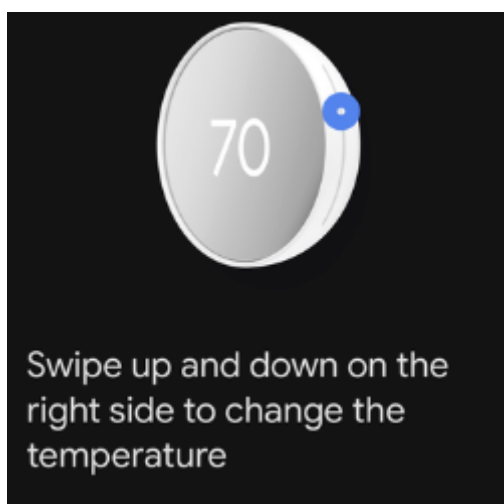 70
Swipe up and down on the
right side to change the
temperature